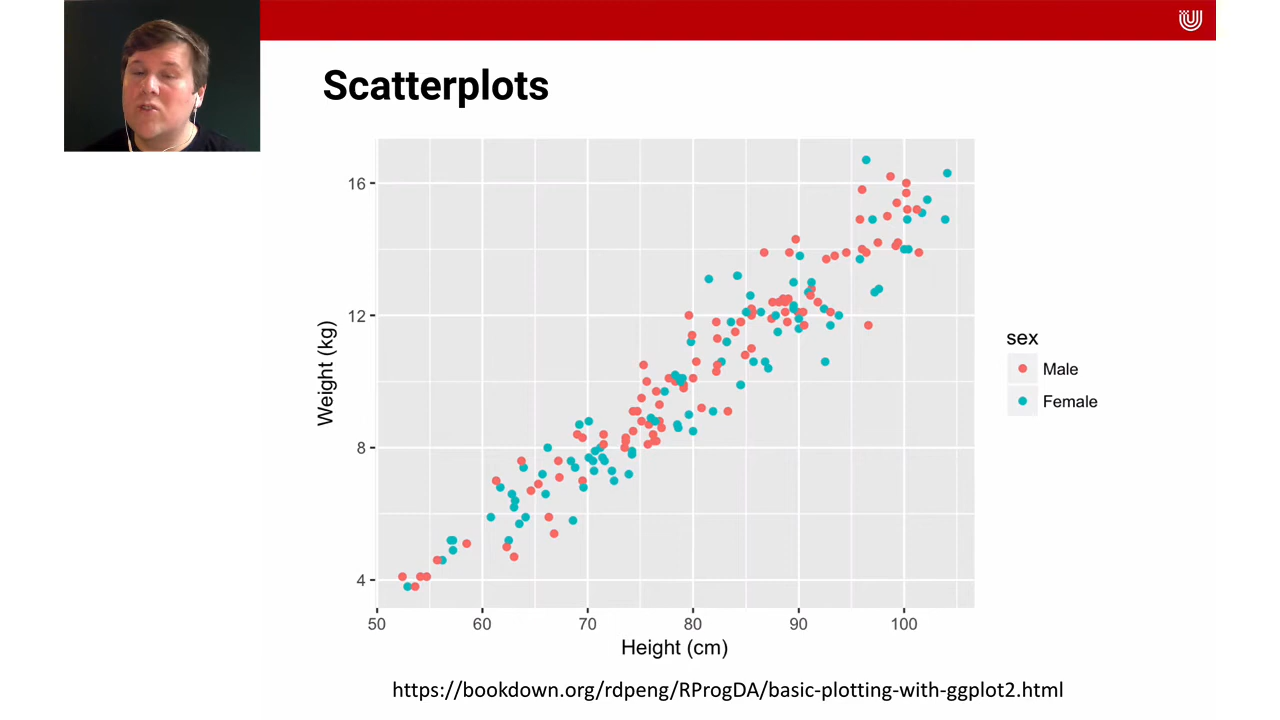 Scatterplots
16
12
8
4
Weight (kg)
50 60 70 80 90 100
Height (cm)
sex
Male
Female
https://bookdown.org/rdpeng/RProgDA/basic-plotting-with-ggplot2.html